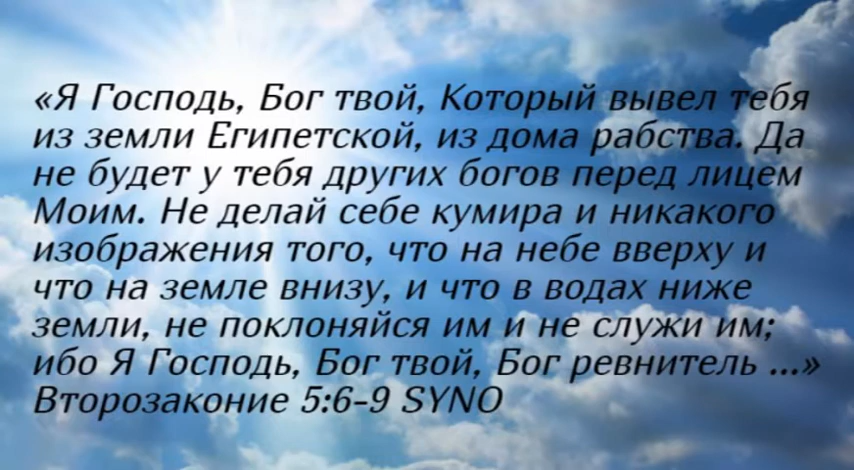 «Я Господь, Бог твой, Который вывел тебя
из земли Египетской, из дома рабства. Да
не будет у тебя других богов перед лицем
Моим. Не делай себе кумира и никакого
изображения того, что на небе вверху и
что на земле внизу, и что в водах ниже
земли, не поклоняйся им и не служи им;
ибо Я Господь, Бог твой, Бог ревнитель ...»
Второзаконие 5:6-9 SYNO